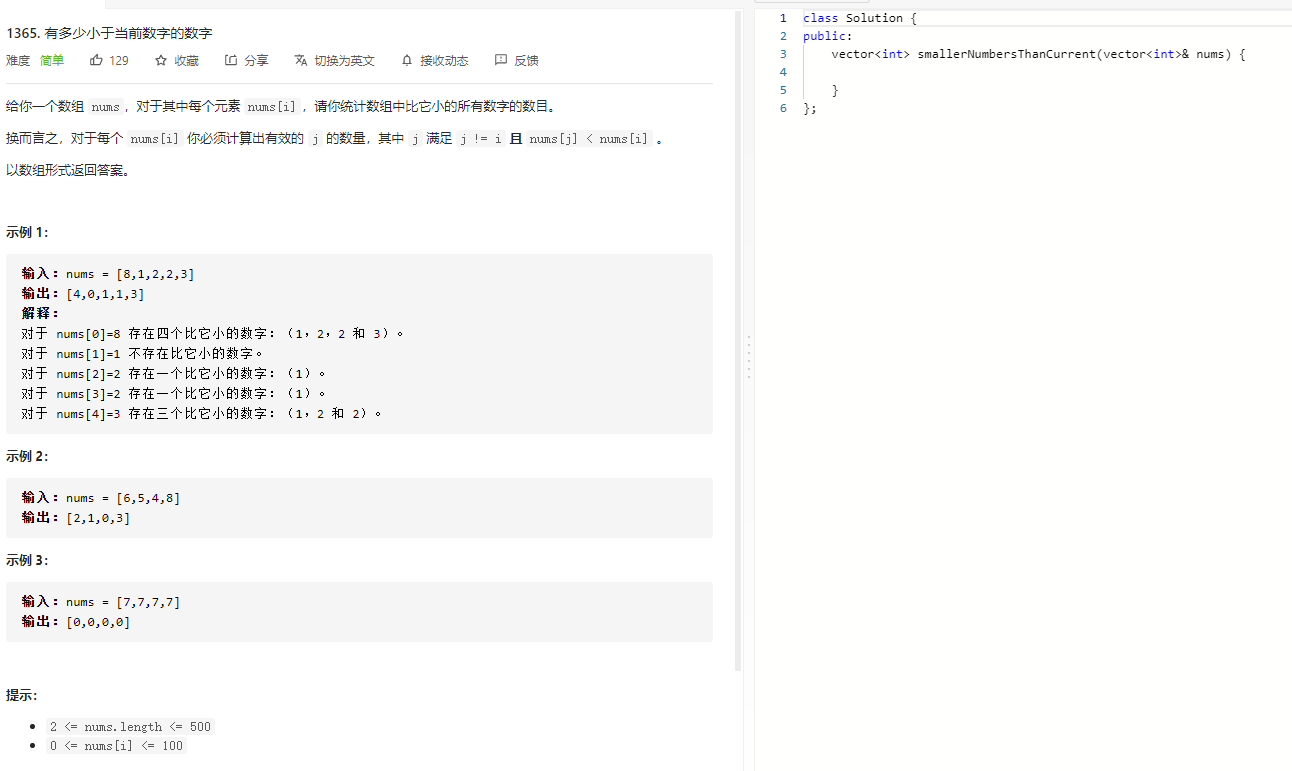 1365. 有多少小于当前数字的数字
难度 简单 129 收藏 分享 切换为英文 接收动态 反馈
给你一个数组 nums，对于其中每个元素 nums[i]，请你统计数组中比它小的所有数字的数目。
换而言之，对于每个 nums[i] 你必须计算出有效的 j 的数量，其中 j 满足 j != i 且 nums[j] < nums[i] 。
以数组形式返回答案。
示例 1：
输入：nums = [8,1,2,2,3]
输出：[4,0,1,1,3]
解释：
对于 nums[0]=8 存在四个比它小的数字：（1，2，2 和 3）。
对于 nums[1]=1 不存在比它小的数字。
对于 nums[2]=2 存在一个比它小的数字：（1）。
对于 nums[3]=2 存在一个比它小的数字：（1）。
对于 nums[4]=3 存在三个比它小的数字：（1，2 和 2）。
示例 2：
输入：nums = [6,5,4,8]
输出：[2,1,0,3]
示例 3：
输入：nums = [7,7,7,7]
输出：[0,0,0,0]
提示：
2 <= nums.length <= 500
0 <= nums[i] <= 100
1 class Solution {
2 public:
3     vector<int> smallerNumbersThanCurrent(vector<int>& nums) {
4
5     }
6 };